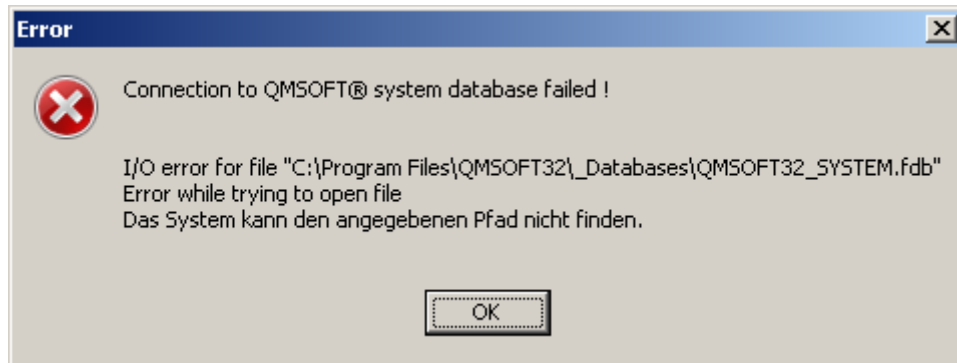 Error
Connection to QMSOFT® system database failed !
I/O error for file "C:\Program Files\QMSOFT32\_Databases\QMSOFT32_SYSTEM.fdb"
Error while trying to open file
Das System kann den angegebenen Pfad nicht finden.
OK